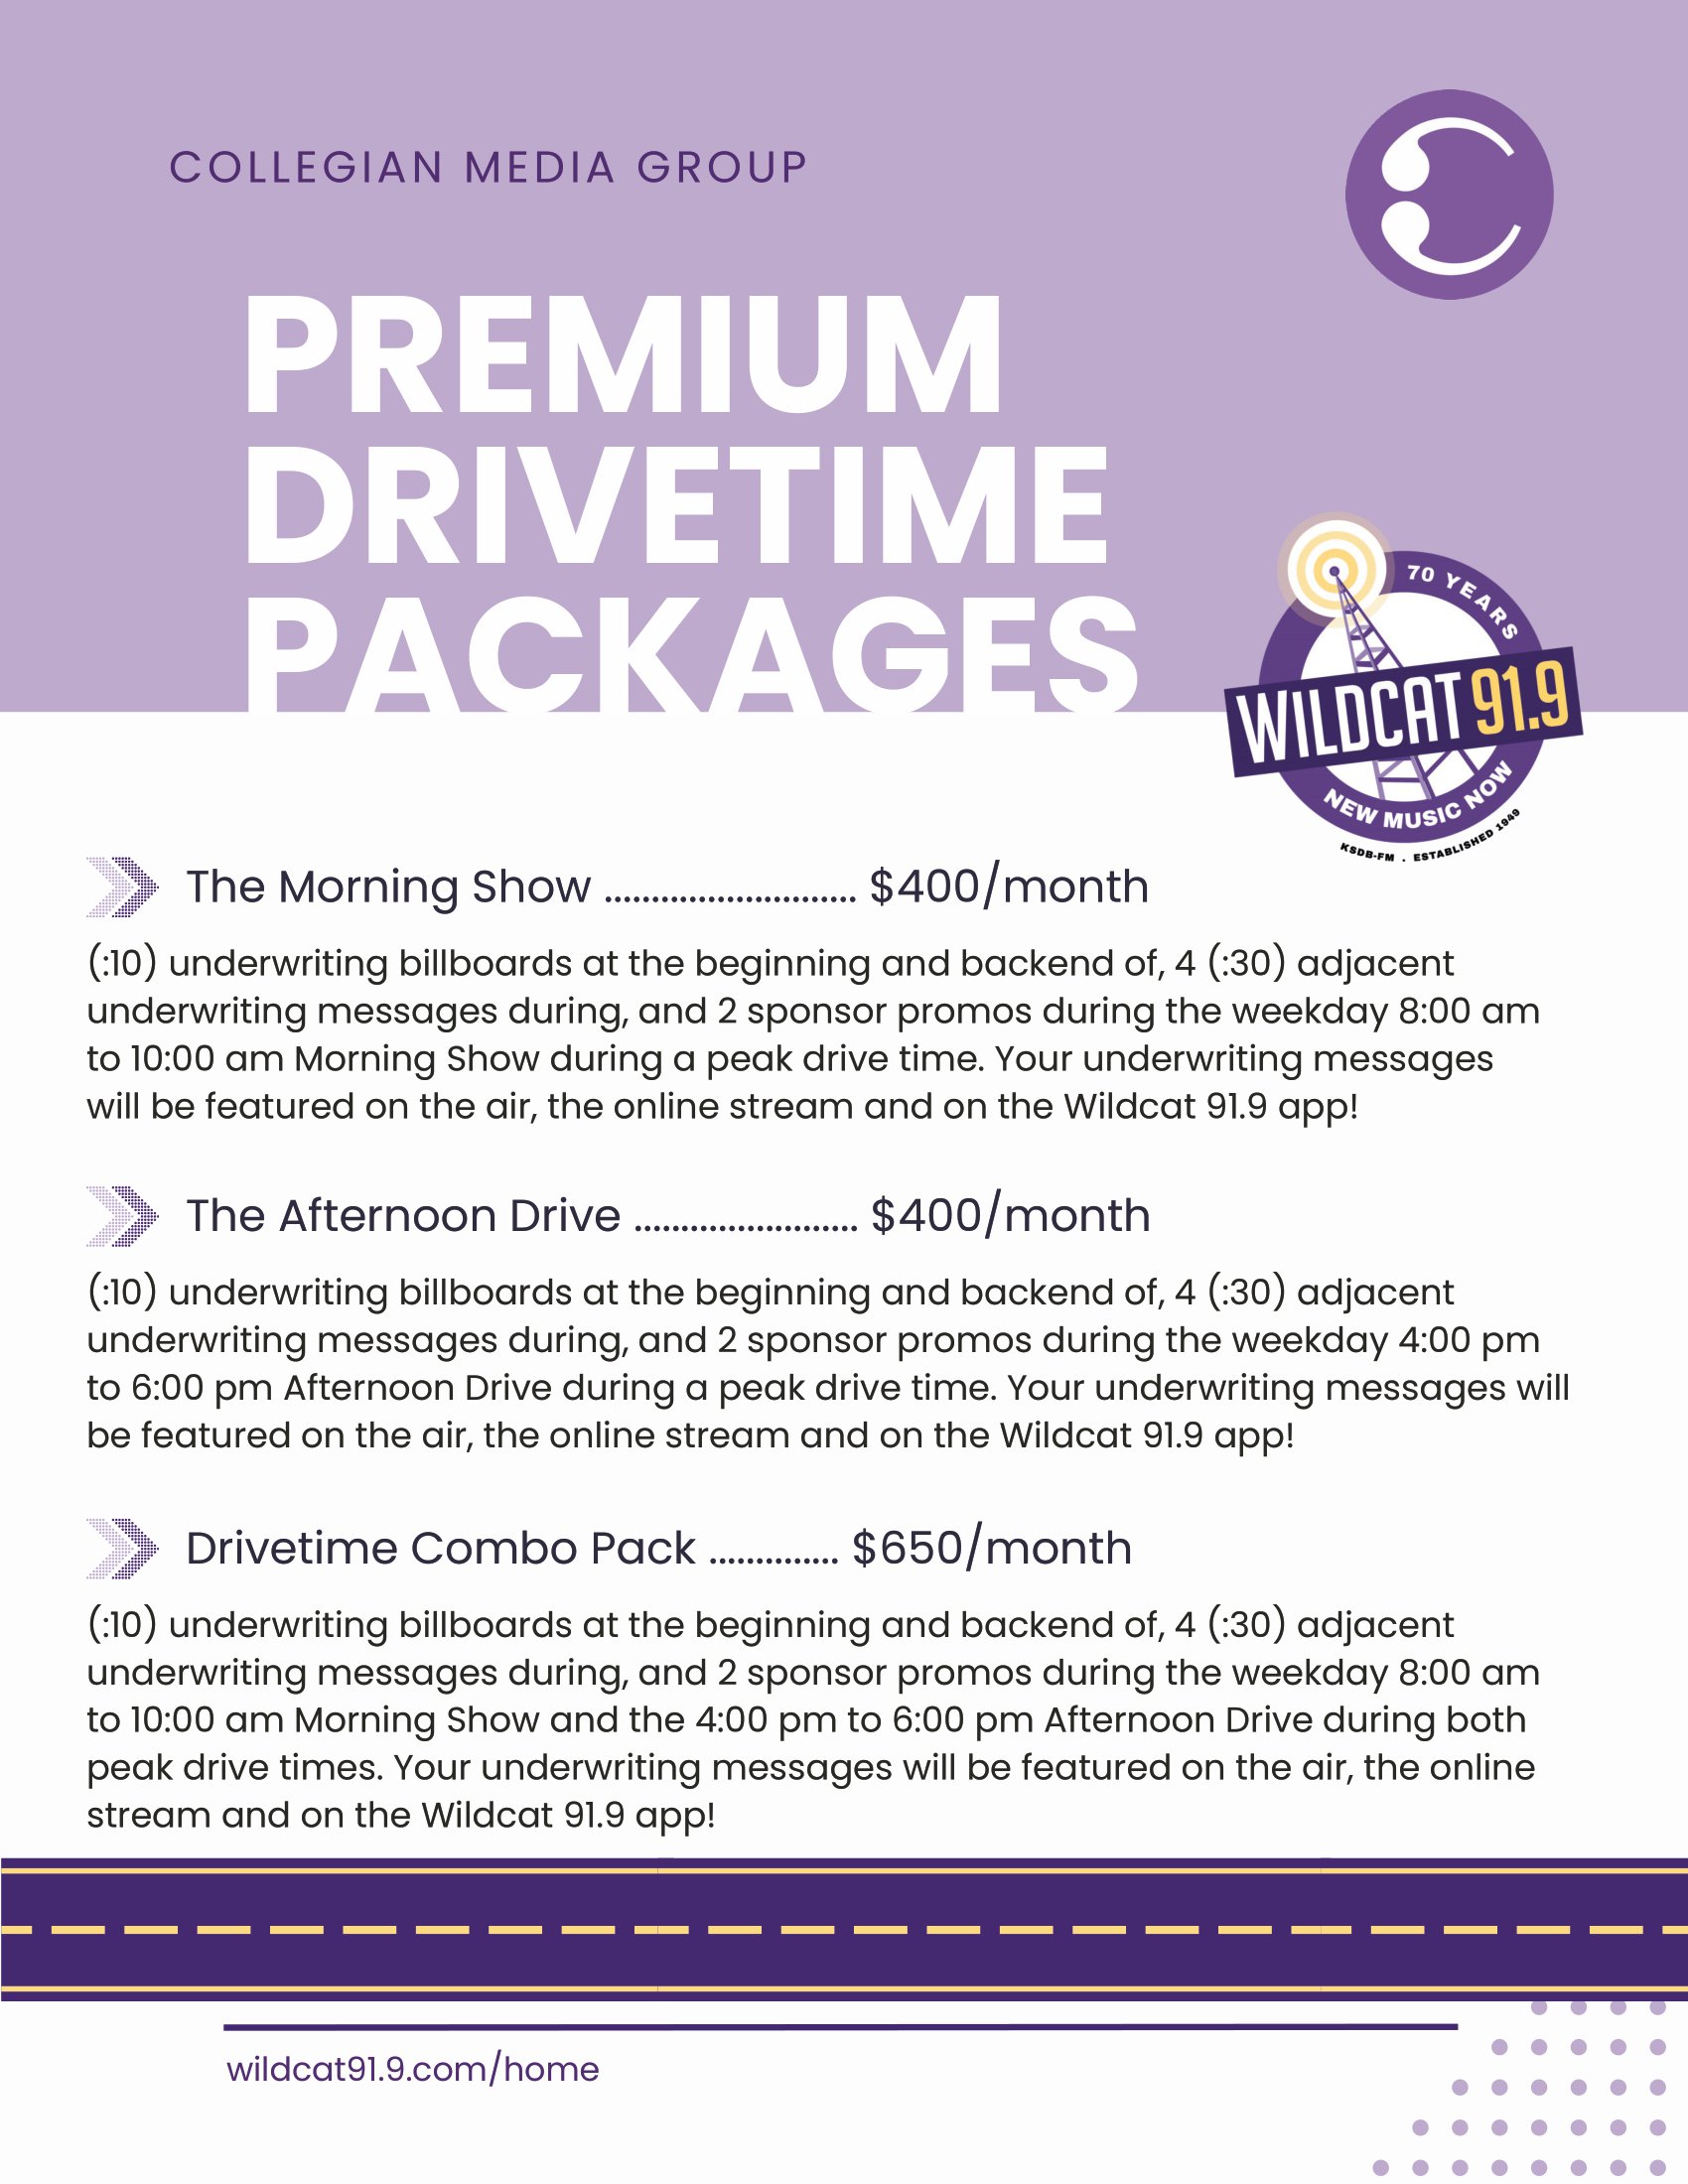 COLLEGIAN MEDIA GROUP
PREMIUM
DRIVETIME
PACKAGES
70 YEARS
WILDCAT 91.9
NEW MUSIC NOW
KSDB-FM . ESTABLISHED 1949
The Morning Show ........................... $400/month
(:10) underwriting billboards at the beginning and backend of, 4 (:30) adjacent
underwriting messages during, and 2 sponsor promos during the weekday 8:00 am
to 10:00 am Morning Show during a peak drive time. Your underwriting messages
will be featured on the air, the online stream and on the Wildcat 91.9 app!
The Afternoon Drive ........................ $400/month
(:10) underwriting billboards at the beginning and backend of, 4 (:30) adjacent
underwriting messages during, and 2 sponsor promos during the weekday 4:00 pm
to 6:00 pm Afternoon Drive during a peak drive time. Your underwriting messages will
be featured on the air, the online stream and on the Wildcat 91.9 app!
Drivetime Combo Pack .............. $650/month
(:10) underwriting billboards at the beginning and backend of, 4 (:30) adjacent
underwriting messages during, and 2 sponsor promos during the weekday 8:00 am
to 10:00 am Morning Show and the 4:00 pm to 6:00 pm Afternoon Drive during both
peak drive times. Your underwriting messages will be featured on the air, the online
stream and on the Wildcat 91.9 app!
wildcat91.9.com/home